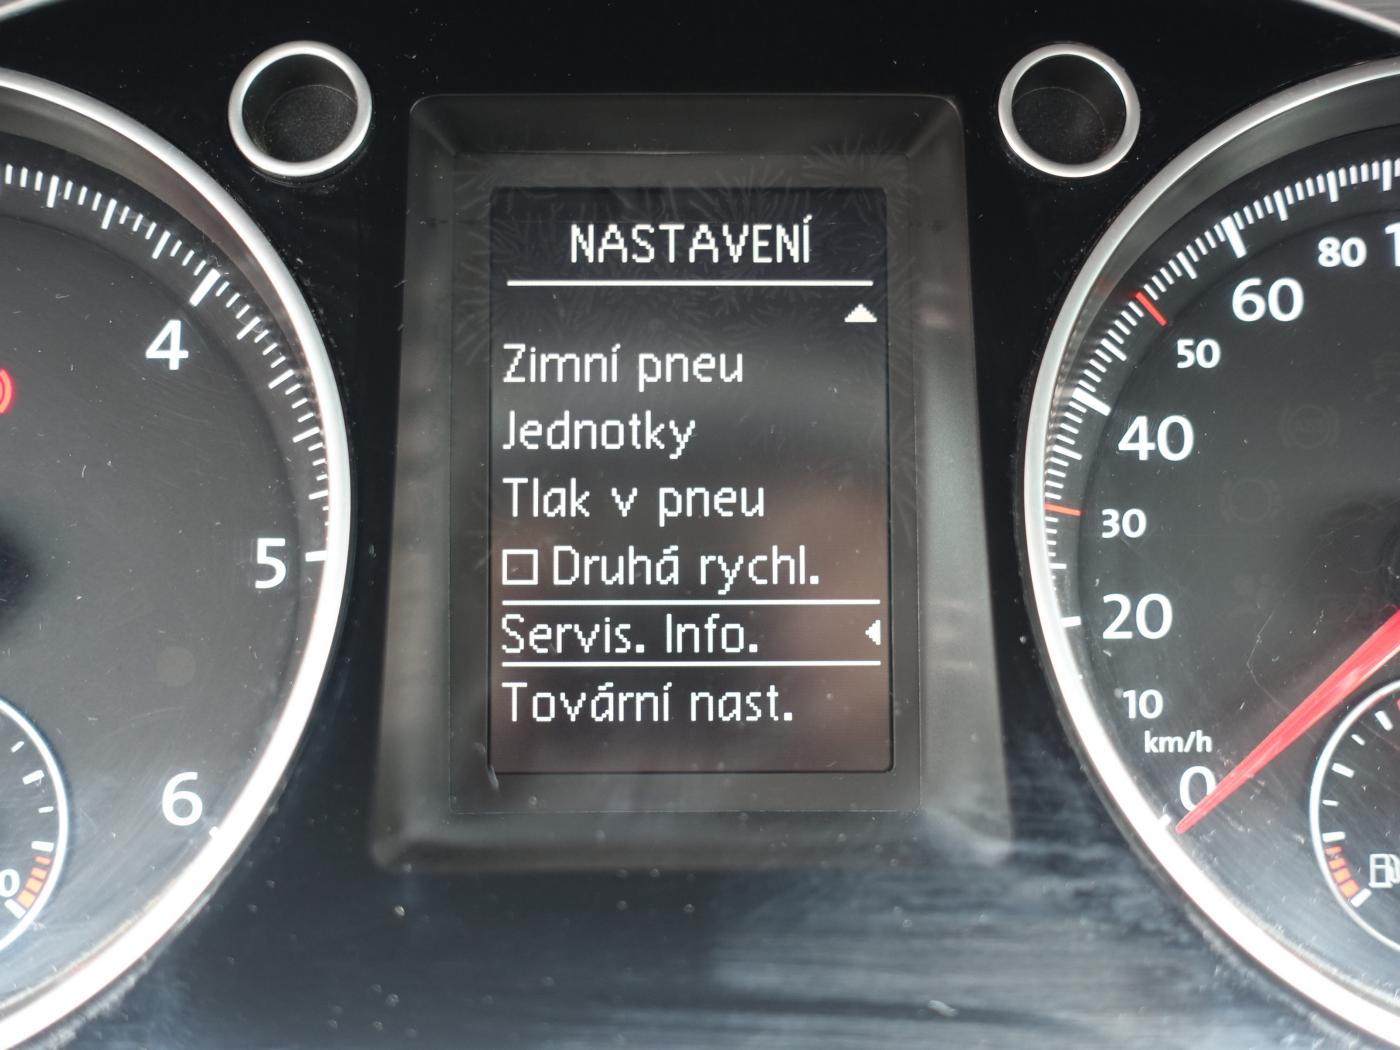 NASTAVENÍ
Zimní pneu
Jednotky
Tlak v pneu
Druhá rychl.
Servis. Info.
Tovární nast.
4
5
6
0
80
60
50
40
30
20
10
km/h
0